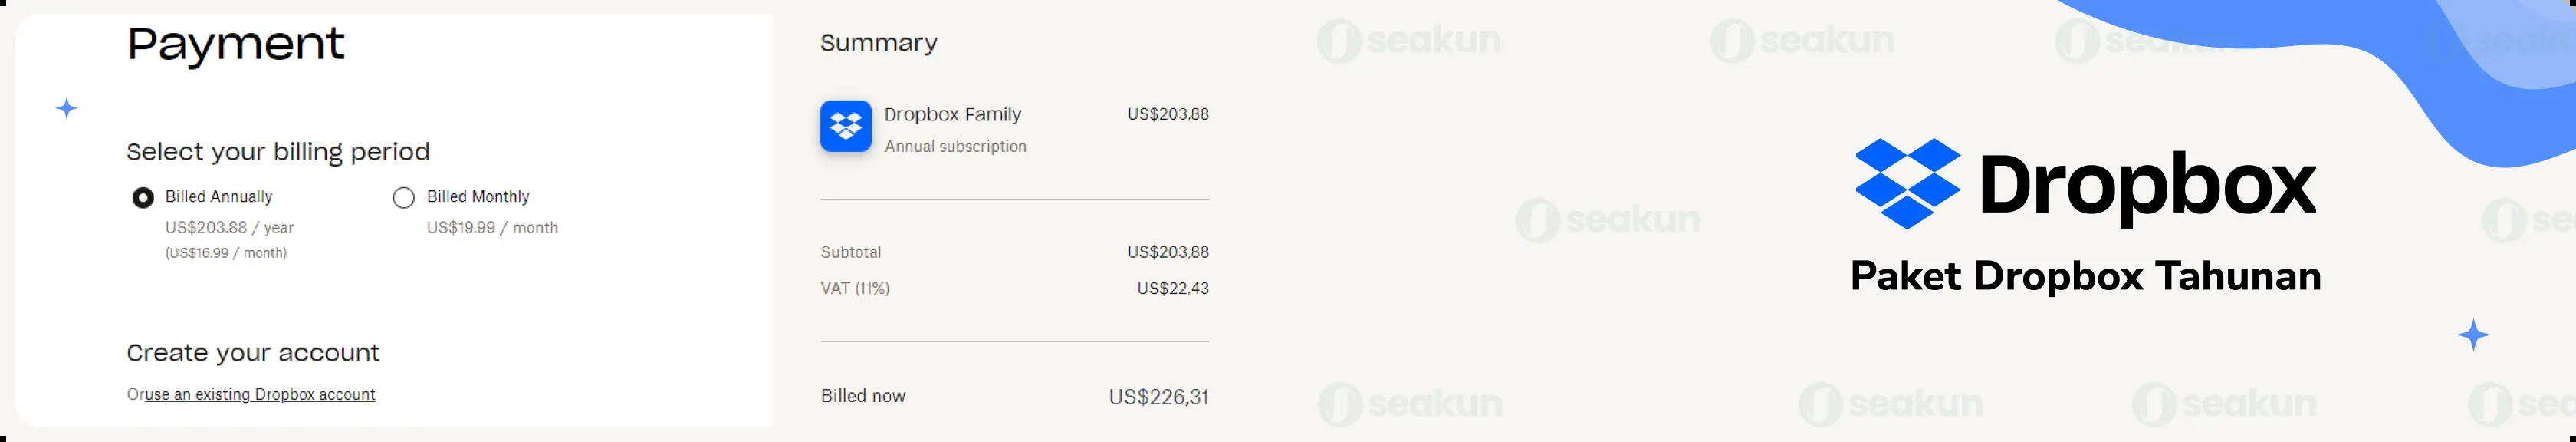 Payment
Select your billing period
Billed Annually
US$203.88 / year
(US$16.99 / month)
Billed Monthly
US$19.99 / month
Create your account
Oruse an existing Dropbox account
Summary
Dropbox Family US$203,88
Annual subscription
Subtotal US$203,88
VAT (11%) US$22,43
Billed now US$226,31
seakun
seakun
seakun
seakun
seakun
sea
seakun
seakun
seakun
sea
Dropbox
Paket Dropbox Tahunan